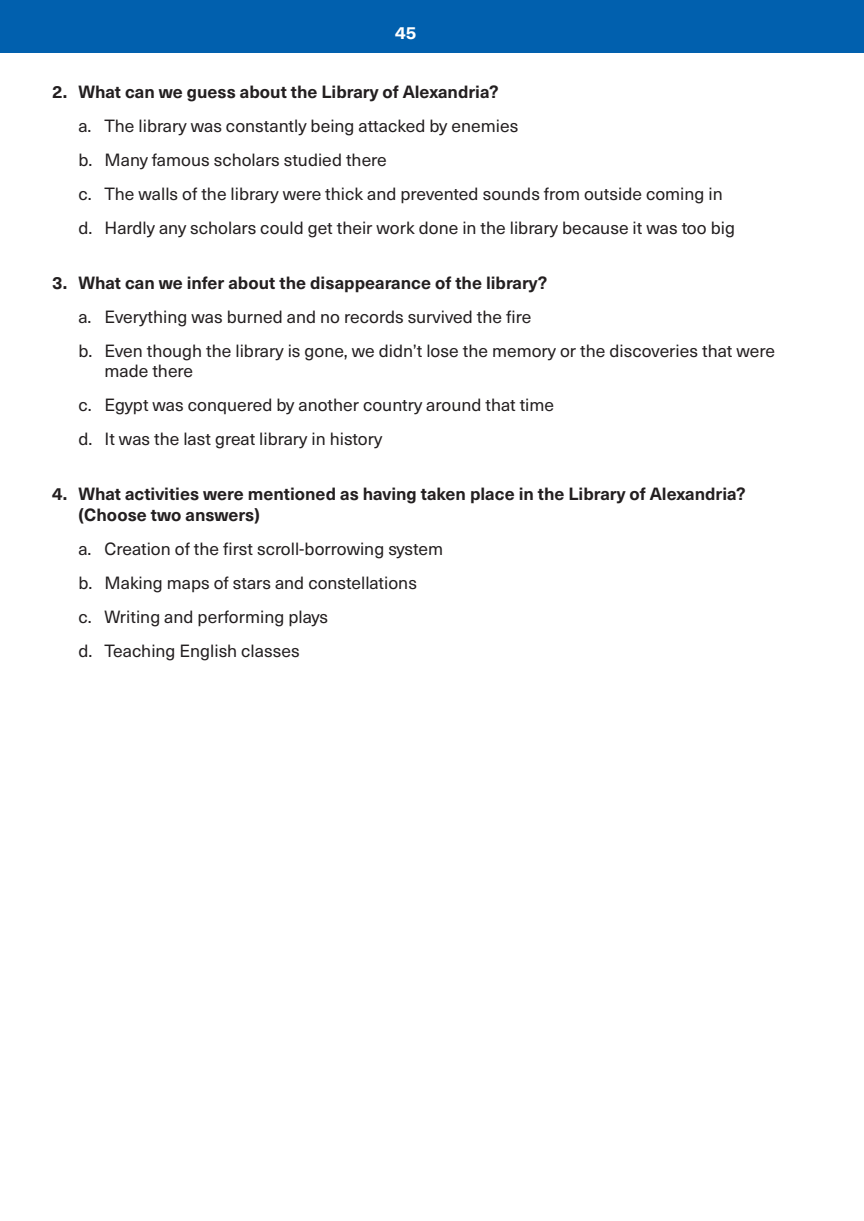 45
2. What can we guess about the Library of Alexandria?
a. The library was constantly being attacked by enemies
b. Many famous scholars studied there
c. The walls of the library were thick and prevented sounds from outside coming in
d. Hardly any scholars could get their work done in the library because it was too big
3. What can we infer about the disappearance of the library?
a. Everything was burned and no records survived the fire
b. Even though the library is gone, we didn’t lose the memory or the discoveries that were
made there
c. Egypt was conquered by another country around that time
d. It was the last great library in history
4. What activities were mentioned as having taken place in the Library of Alexandria?
(Choose two answers)
a. Creation of the first scroll-borrowing system
b. Making maps of stars and constellations
c. Writing and performing plays
d. Teaching English classes